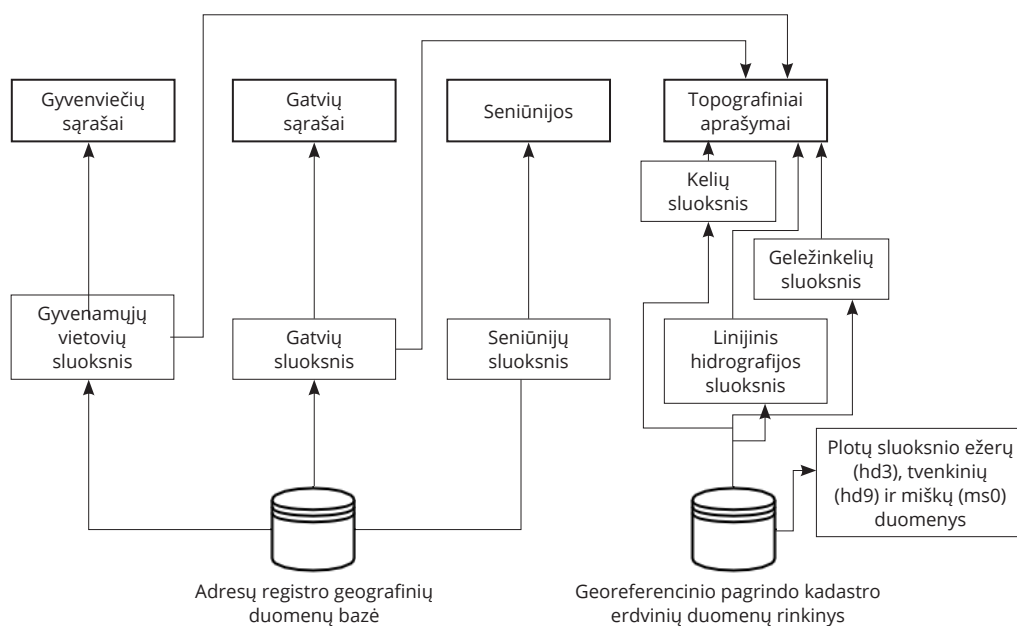 Gyvenviečių
sąrašai
Gatvių
sąrašai
Seniūnijos
Topografiniai
aprašymai
Kelių
sluoksnis
Geležinkelių
sluoksnis
Gyvenamųjų
vietovių
sluoksnis
Gatvių
sluoksnis
Seniūnijų
sluoksnis
Linijinis
hidrografijos
sluoksnis
Plotų sluoksnio ežerų
(hd3), tvenkinių
(hd9) ir miškų (ms0)
duomenys
Adresų registro geografinių
duomenų bazė
Georeferencinio pagrindo kadastro
erdvinių duomenų rinkinys